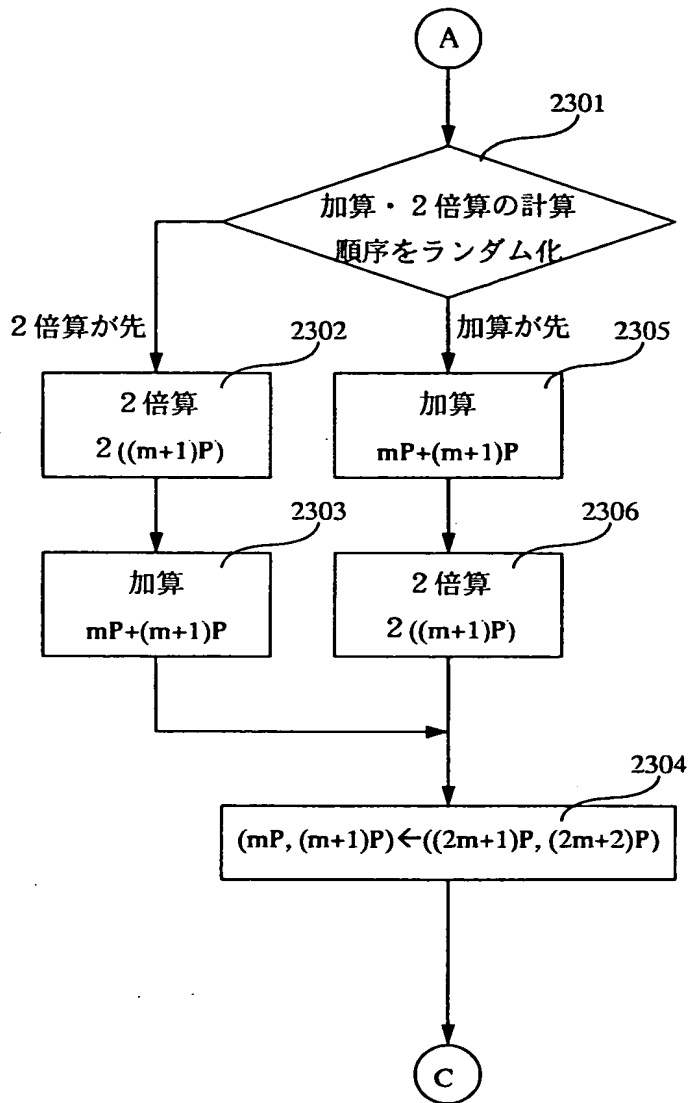 A
2301
加算・2倍算の計算
順序をランダム化
2倍算が先
2302
加算が先
2305
2倍算
2((m+1)P)
加算
mP+(m+1)P
2303
2306
加算
mP+(m+1)P
2倍算
2((m+1)P)
2304
(mP, (m+1)P)←((2m+1)P, (2m+2)P)
C